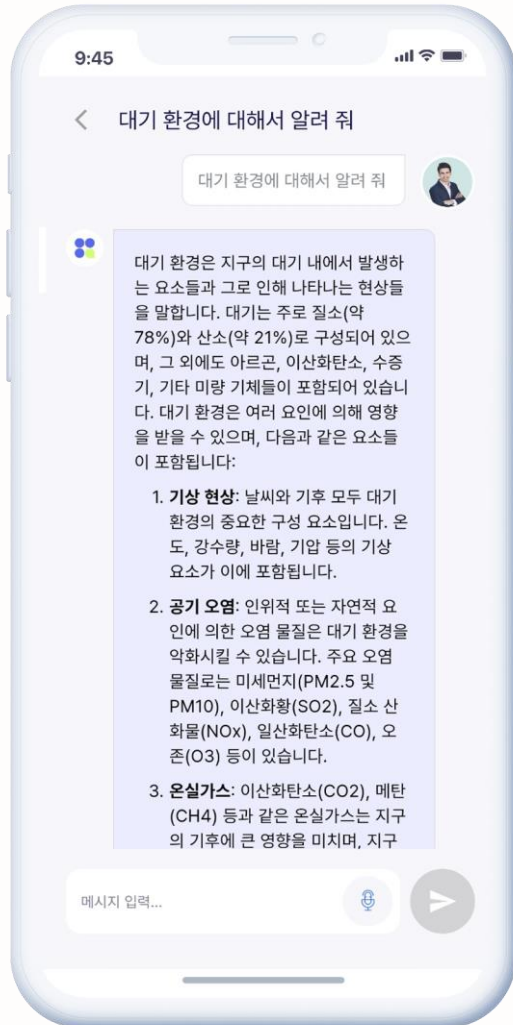 9:45
대기 환경에 대해서 알려 줘
대기 환경에 대해서 알려 줘
대기 환경은 지구의 대기 내에서 발생하
는 요소들과 그로 인해 나타나는 현상들
을 말합니다. 대기는 주로 질소(약
78%)와 산소(약 21%)로 구성되어 있으
며, 그 외에도 아르곤, 이산화탄소, 수증
기, 기타 미량 기체들이 포함되어 있습니
다. 대기 환경은 여러 요인에 의해 영향
을 받을 수 있으며, 다음과 같은 요소들
이 포함됩니다:
1. 기상 현상: 날씨와 기후 모두 대기
환경의 중요한 구성 요소입니다. 온
도, 강수량, 바람, 기압 등의 기상
요소가 이에 포함됩니다.
2. 공기 오염: 인위적 또는 자연적 요
인에 의한 오염 물질은 대기 환경을
악화시킬 수 있습니다. 주요 오염
물질로는 미세먼지(PM2.5 및
PM10), 이산화황(SO2), 질소 산
화물(NOx), 일산화탄소(CO), 오
존(O3) 등이 있습니다.
3. 온실가스: 이산화탄소(CO2), 메탄
(CH4) 등과 같은 온실가스는 지구
의 기후에 큰 영향을 미치며, 지구
메시지 입력...